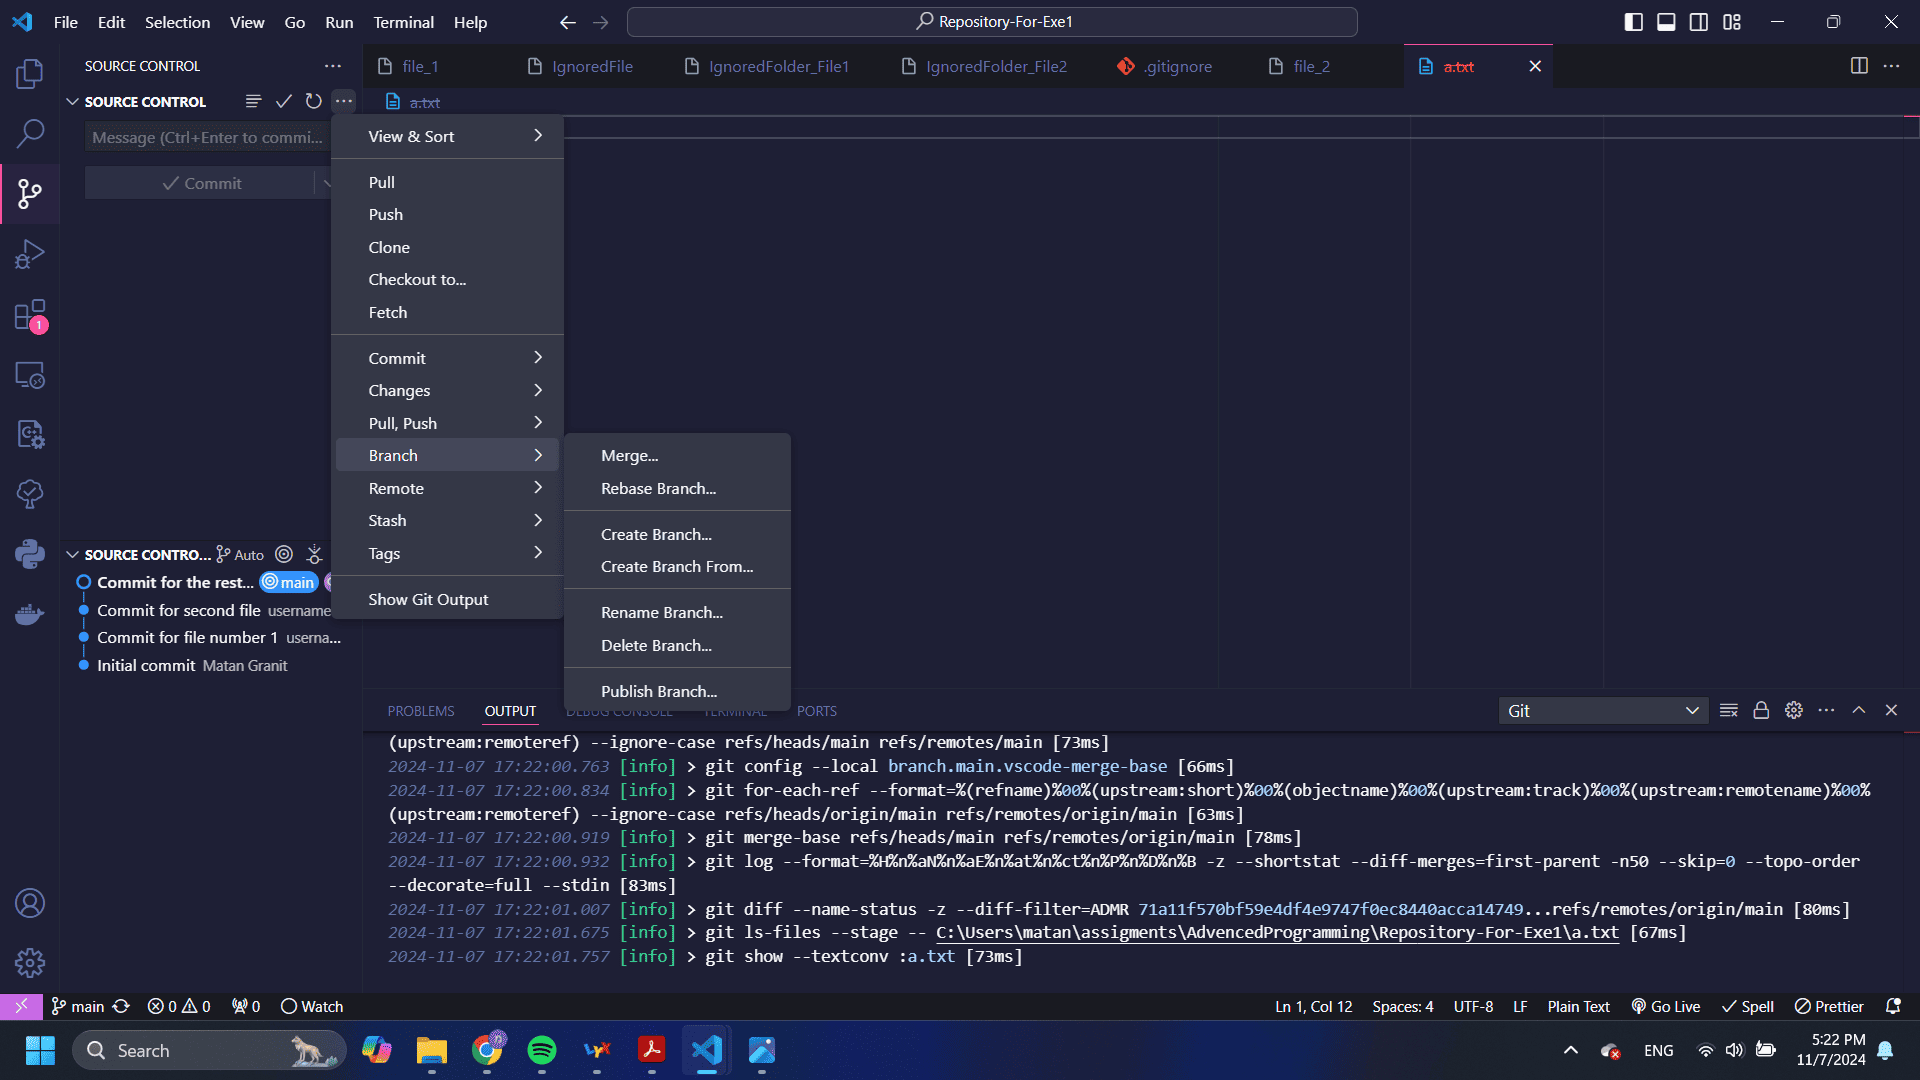 File Edit Selection View Go Run Terminal Help
Repository-For-Exe1
SOURCE CONTROL
file_1
IgnoredFile
IgnoredFolder_File1
IgnoredFolder_File2
.gitignore
file_2
a.txt
SOURCE CONTROL
a.txt
Message (Ctrl+Enter to commi...
Commit
View & Sort
Pull
Push
Clone
Checkout to...
Fetch
Commit
Changes
Pull, Push
Branch
Remote
Stash
Tags
Show Git Output
Merge...
Rebase Branch...
Create Branch...
Create Branch From...
Rename Branch...
Delete Branch...
Publish Branch...
1
SOURCE CONTRO... Auto
Commit for the rest... main
Commit for second file username
Commit for file number 1 userna...
Initial commit Matan Granit
PROBLEMS OUTPUT DEBUG CONSOLE TERMINAL PORTS
Git
(upstream:remoteref) --ignore-case refs/heads/main refs/remotes/main [73ms]
2024-11-07 17:22:00.763 [info] > git config --local branch.main.vscode-merge-base [66ms]
2024-11-07 17:22:00.834 [info] > git for-each-ref --format=%(refname)%00%(upstream:short)%00%(objectname)%00%(upstream:track)%00%(upstream:remotename)%00%
(upstream:remoteref) --ignore-case refs/heads/origin/main refs/remotes/origin/main [63ms]
2024-11-07 17:22:00.919 [info] > git merge-base refs/heads/main refs/remotes/origin/main [78ms]
2024-11-07 17:22:00.932 [info] > git log --format=%H%n%aN%n%aE%n%at%n%ct%n%P%n%D%n%B -z --shortstat --diff-merges=first-parent -n50 --skip=0 --topo-order
--decorate=full --stdin [83ms]
2024-11-07 17:22:01.007 [info] > git diff --name-status -z --diff-filter=ADMR 71a11f570bf59e4df4e9747f0ec8440acca14749...refs/remotes/origin/main [80ms]
2024-11-07 17:22:01.675 [info] > git ls-files --stage -- C:\Users\matan\assigments\AdvencedProgramming\Repository-For-Exe1\a.txt [67ms]
2024-11-07 17:22:01.757 [info] > git show --textconv :a.txt [73ms]
main 0 0 0 Watch
Ln 1, Col 12 Spaces: 4 UTF-8 LF Plain Text Go Live Spell Prettier
Search
ENG
5:22 PM
11/7/2024